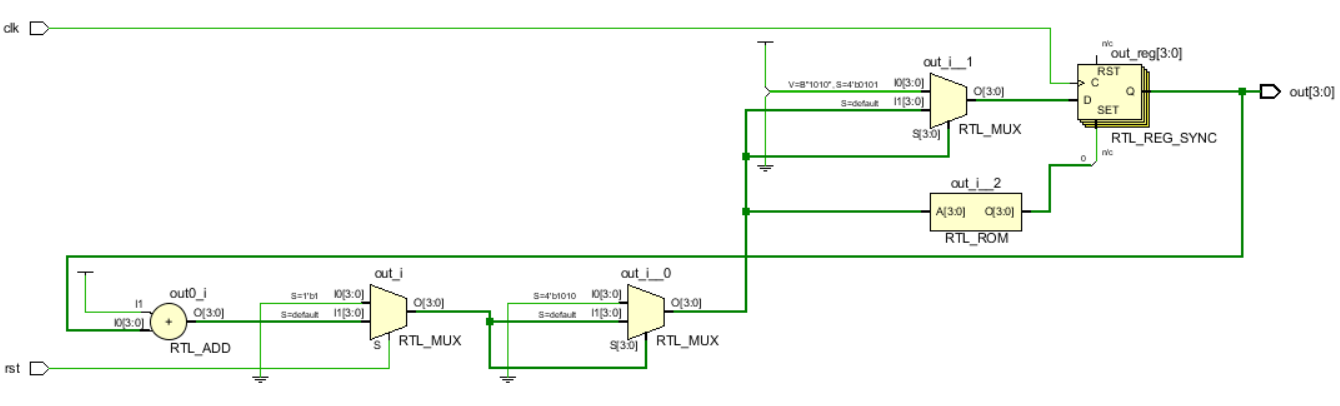 clk
n/c
out_reg[3:0]
out_i__1
RST
V=B"1010", S=4'b0101
I0[3:0]
C
O[3:0]
Q
out[3:0]
S=default
I1[3:0]
D
SET
S[3:0]
RTL_MUX
RTL_REG_SYNC
0
n/c
out_i__2
A[3:0]
O[3:0]
RTL_ROM
out_i
out_i__0
out0_i
S=1'b1
I0[3:0]
S=4'b1010
I0[3:0]
I1
O[3:0]
O[3:0]
O[3:0]
I0[3:0]
+
S=default
I1[3:0]
S=default
I1[3:0]
RTL_ADD
S
RTL_MUX
S[3:0]
RTL_MUX
rst